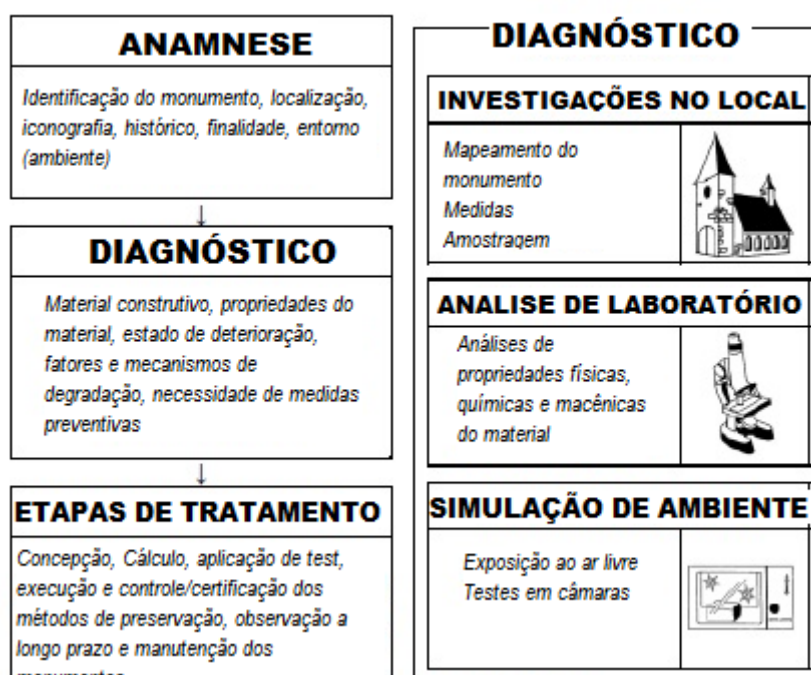 ANAMNESE
Identificação do monumento, localização,
iconografia, histórico, finalidade, entorno
(ambiente)
↓
DIAGNÓSTICO
Material construtivo, propriedades do
material, estado de deterioração,
fatores e mecanismos de
degradação, necessidade de medidas
preventivas
↓
ETAPAS DE TRATAMENTO
Concepção, Cálculo, aplicação de test,
execução e controle/certificação dos
métodos de preservação, observação a
longo prazo e manutenção dos
monumentos
DIAGNÓSTICO
INVESTIGAÇÕES NO LOCAL
Mapeamento do
monumento
Medidas
Amostragem
ANALISE DE LABORATÓRIO
Análises de
propriedades físicas,
químicas e macênicas
do material
SIMULAÇÃO DE AMBIENTE
Exposição ao ar livre
Testes em câmaras